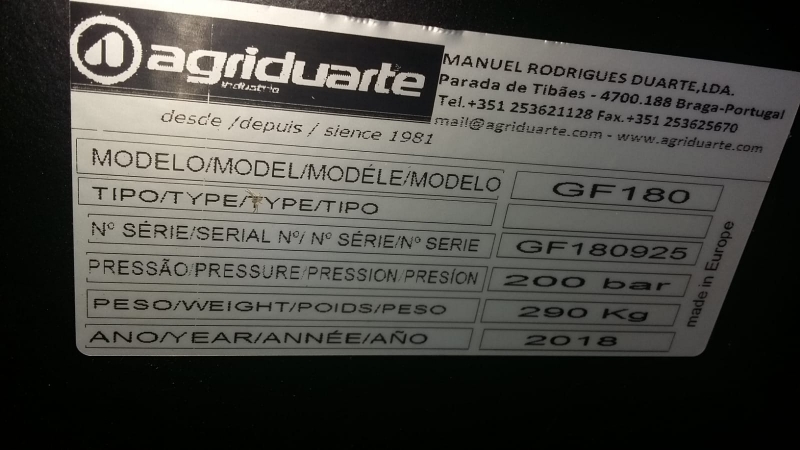 agriduarte
industria
MANUEL RODRIGUES DUARTE,LDA.
Parada de Tibães - 4700.188 Braga-Portugal
Tel.+351 253621128 Fax.+351 253625670
mail@agriduarte.com - www.agriduarte.com
desde /depuis / sience 1981
MODELO/MODEL/MODÉLE/MODELO GF180
TIPO/TYPE/TYPE/TIPO
Nº SÉRIE/SERIAL Nº/ Nº SÉRIE/Nº SERIE GF180925
PRESSÃO/PRESSURE/PRESSION/PRESÍON 200 bar
PESO/WEIGHT/POIDS/PESO 290 Kg
ANO/YEAR/ANNÉE/AÑO 2018
made in Europe